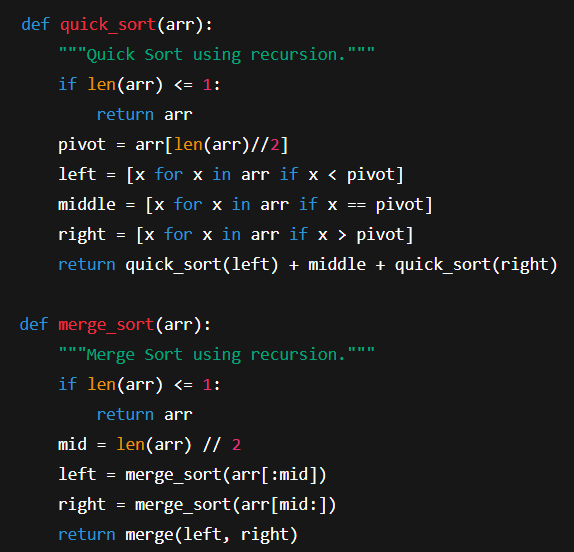 def quick_sort(arr):
    """Quick Sort using recursion."""
    if len(arr) <= 1:
        return arr
    pivot = arr[len(arr)//2]
    left = [x for x in arr if x < pivot]
    middle = [x for x in arr if x == pivot]
    right = [x for x in arr if x > pivot]
    return quick_sort(left) + middle + quick_sort(right)

def merge_sort(arr):
    """Merge Sort using recursion."""
    if len(arr) <= 1:
        return arr
    mid = len(arr) // 2
    left = merge_sort(arr[:mid])
    right = merge_sort(arr[mid:])
    return merge(left, right)